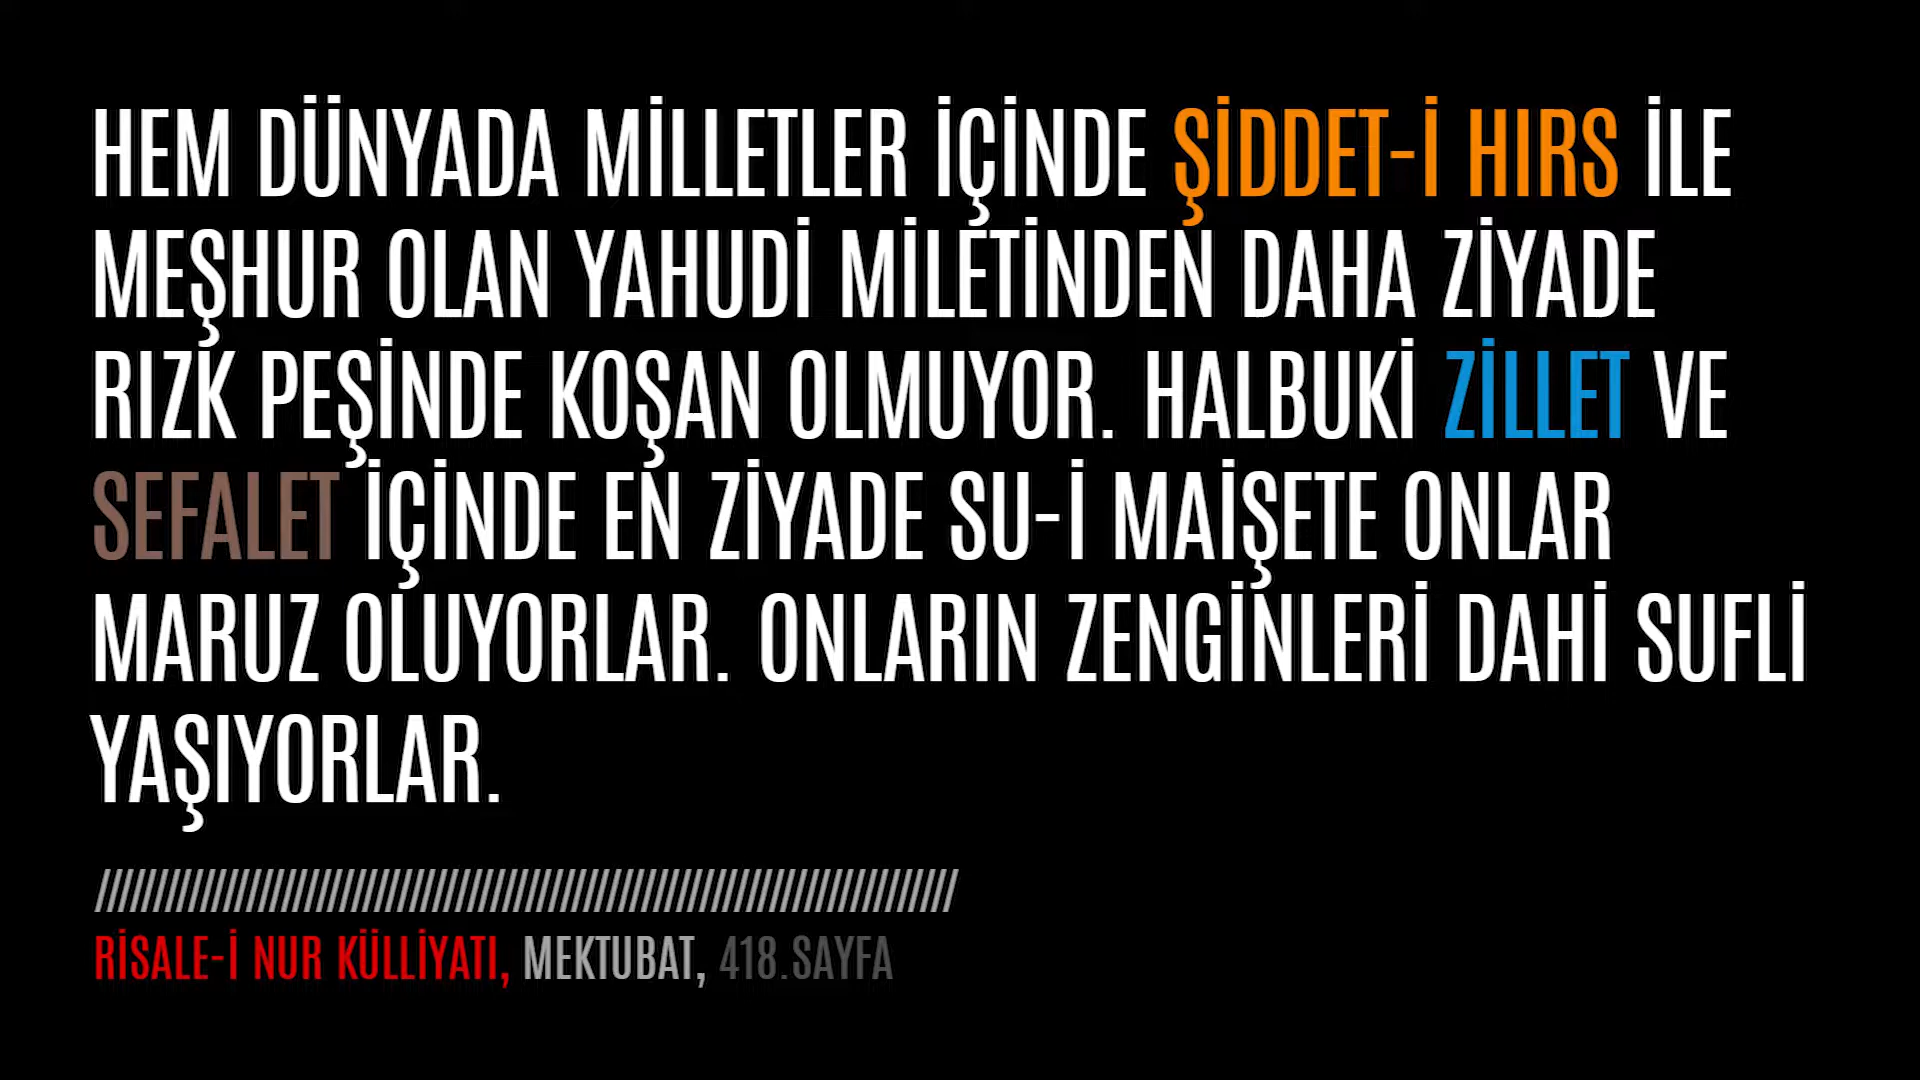 HEM DÜNYADA MİLLETLER İÇİNDE ŞİDDET-İ HIRS İLE
MEŞHUR OLAN YAHUDİ MİLETİNDEN DAHA ZİYADE
RIZK PEŞİNDE KOŞAN OLMUYOR. HALBUKİ ZİLLET VE
SEFALET İÇİNDE EN ZİYADE SU-İ MAİŞETE ONLAR
MARUZ OLUYORLAR. ONLARIN ZENGİNLERİ DAHİ SUFLİ
YAŞIYORLAR.
RİSALE-İ NUR KÜLLİYATI, MEKTUBAT, 418.SAYFA